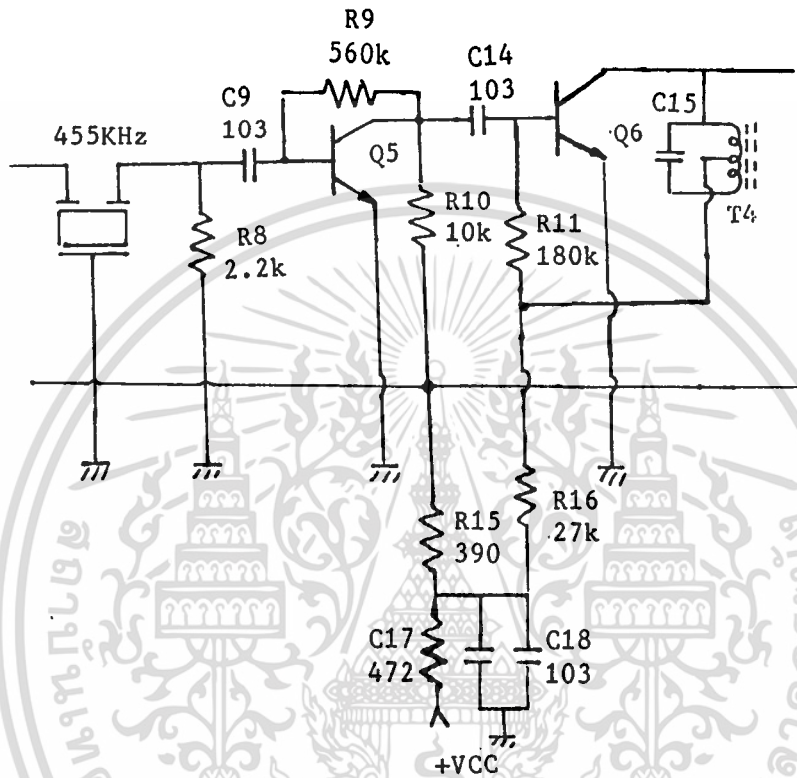 R9
560k
C14
103
C9
103
C15
455KHz
Q5
Q6
R10
10k
R11
180k
T4
R8
2.2k
R16
27k
R15
390
C17
472
C18
103
+VCC